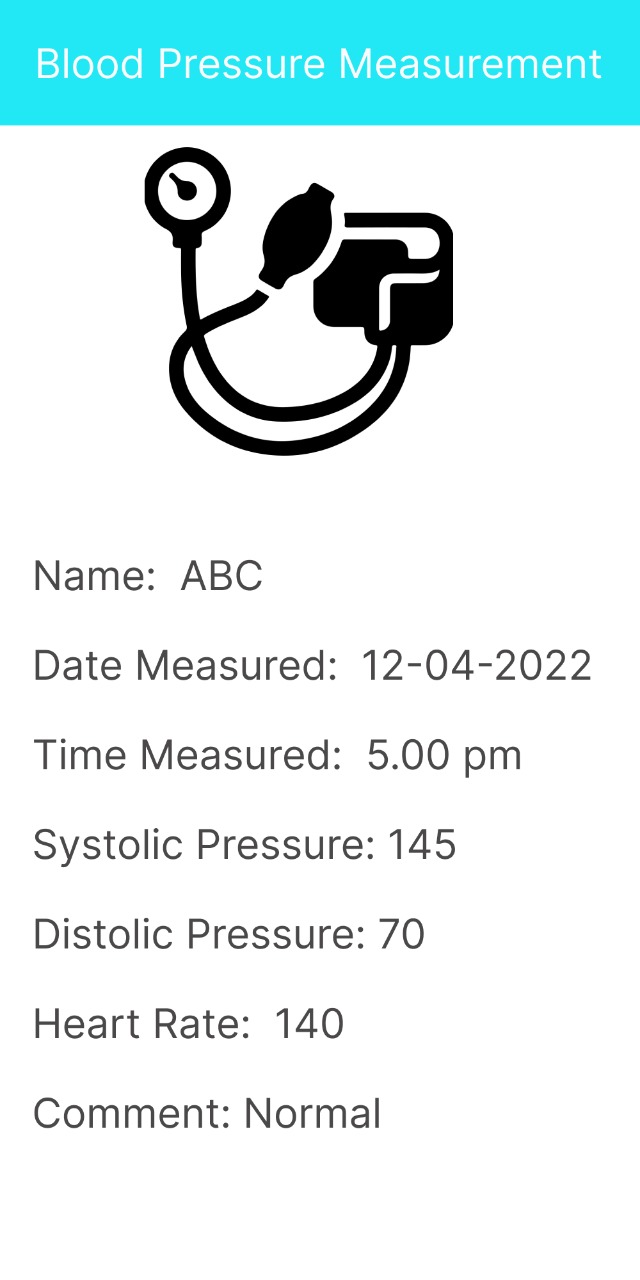 Blood Pressure Measurement
Name: ABC
Date Measured: 12-04-2022
Time Measured: 5.00 pm
Systolic Pressure: 145
Distolic Pressure: 70
Heart Rate: 140
Comment: Normal